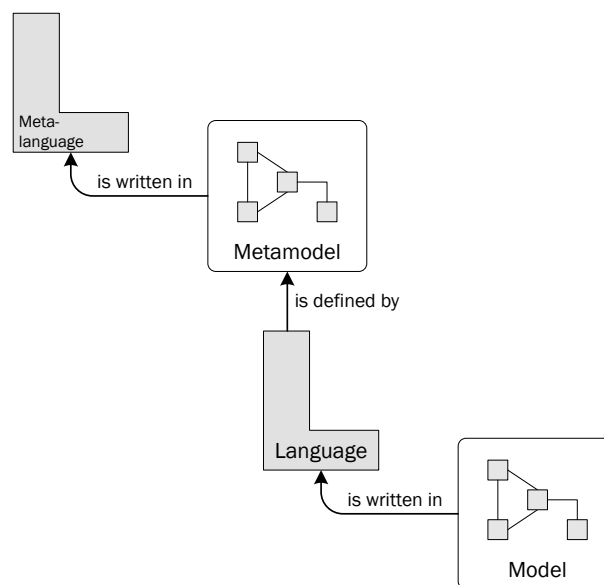 Meta-
language
is written in
Metamodel
is defined by
Language
is written in
Model